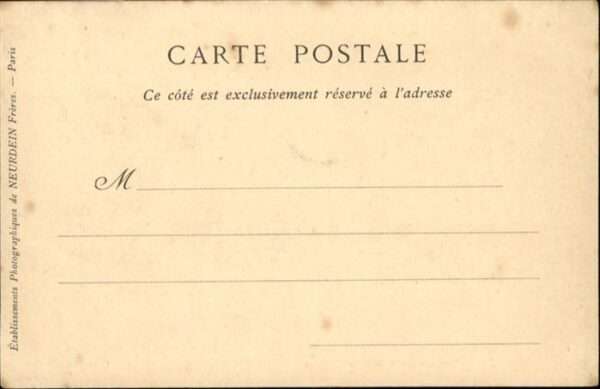 CARTE POSTALE
Ce côté est exclusivement réservé à l'adresse
M
Établissements Photographiques de NEURDEIN Frères. — Paris